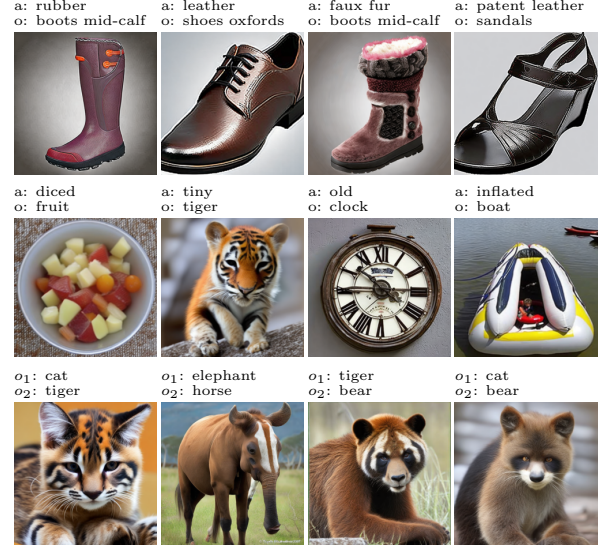 a: rubber
o: boots mid-calf
a: leather
o: shoes oxfords
a: faux fur
o: boots mid-calf
a: patent leather
o: sandals
a: diced
o: fruit
a: tiny
o: tiger
a: old
o: clock
a: inflated
o: boat
o₁: cat
o₂: tiger
o₁: elephant
o₂: horse
o₁: tiger
o₂: bear
o₁: cat
o₂: bear